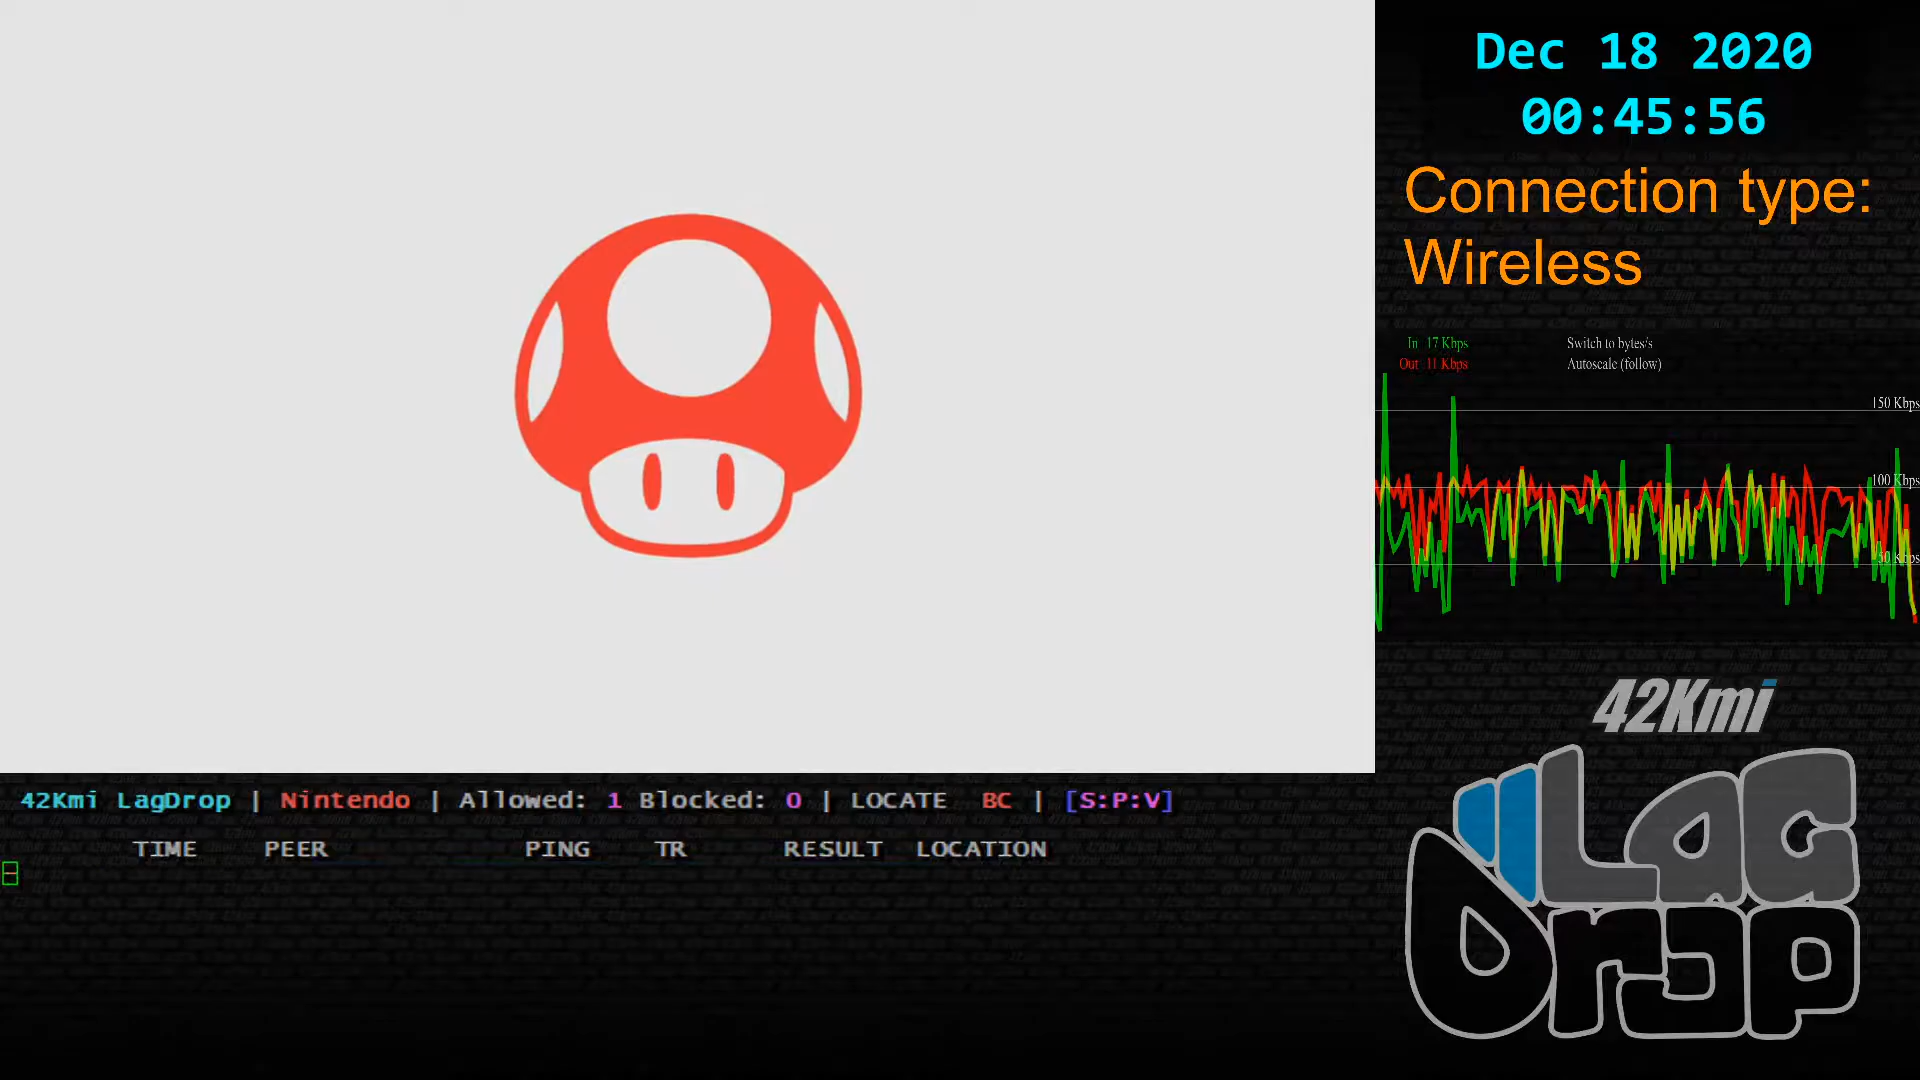 Dec 18 2020
00:45:56
Connection type:
Wireless
In 17 Kbps
Switch to bytes/s
Out 11 Kbps
Autoscale (follow)
150 Kbps
100 Kbps
50 Kbps
42Kmi
LAG
DrOp
42Kmi LagDrop | Nintendo | Allowed: 1 Blocked: 0 | LOCATE BC | [S:P:V]
TIME PEER PING TR RESULT LOCATION